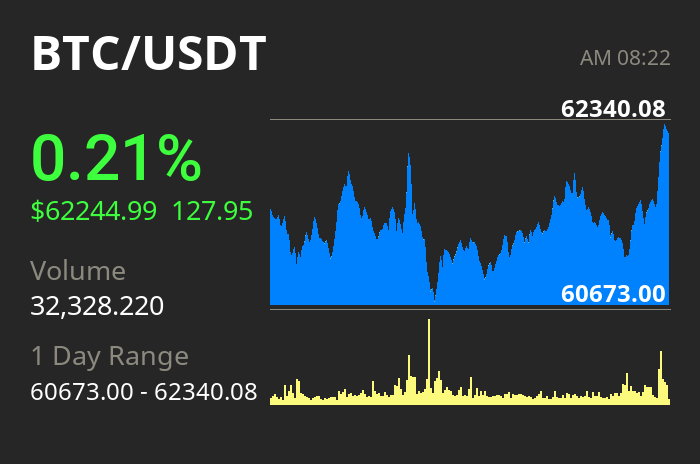 BTC/USDT
AM 08:22
62340.08
0.21%
$62244.99 127.95
Volume
32,328.220
60673.00
1 Day Range
60673.00 - 62340.08